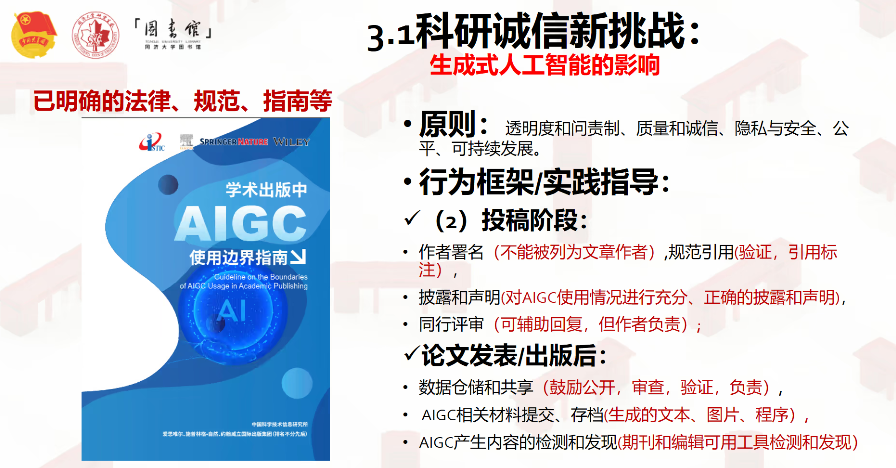 「图书馆」
TONGJI UNIVERSITY LIBRARY
同济大学图书馆
3.1科研诚信新挑战：
生成式人工智能的影响
已明确的法律、规范、指南等
ISTIC
SPRINGER NATURE WILEY
学术出版中
AIGC
使用边界指南
Guideline on the Boundaries
of AIGC Usage in Academic Publishing
AI
中国科学技术信息研究所
爱思唯尔、施普林格·自然、约翰威立国际出版集团(排名不分先后)
• 原则：透明度和问责制、质量和诚信、隐私与安全、公
平、可持续发展。
• 行为框架/实践指导：
✓（2）投稿阶段：
• 作者署名（不能被列为文章作者）,规范引用(验证，引用标
注），
• 披露和声明(对AIGC使用情况进行充分、正确的披露和声明)，
• 同行评审（可辅助回复，但作者负责）；
✓论文发表/出版后：
• 数据仓储和共享（鼓励公开，审查，验证，负责），
• AIGC相关材料提交、存档(生成的文本、图片、程序），
• AIGC产生内容的检测和发现(期刊和编辑可用工具检测和发现）